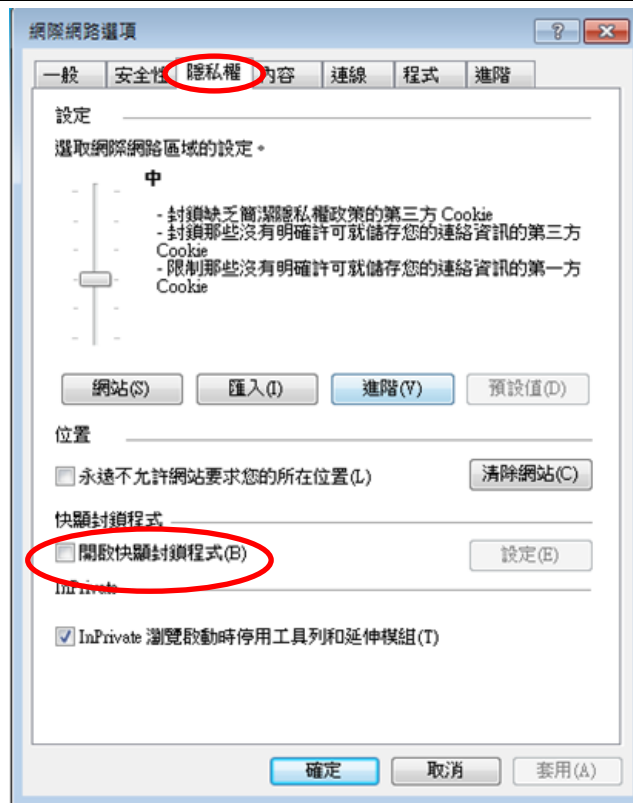 網際網路選項
一般 安全性 隱私權 內容 連線 程式 進階
設定
選取網際網路區域的設定。
中
- 封鎖缺乏簡潔隱私權政策的第三方 Cookie
- 封鎖那些沒有明確許可就儲存您的連絡資訊的第三方
Cookie
- 限制那些沒有明確許可就儲存您的連絡資訊的第一方
Cookie
網站(S) 匯入(I) 進階(V) 預設值(D)
位置
永遠不允許網站要求您的所在位置(L) 清除網站(C)
快顯封鎖程式
開啟快顯封鎖程式(B) 設定(E)
InPrivate
InPrivate 瀏覽啟動時停用工具列和延伸模組(T)
確定 取消 套用(A)